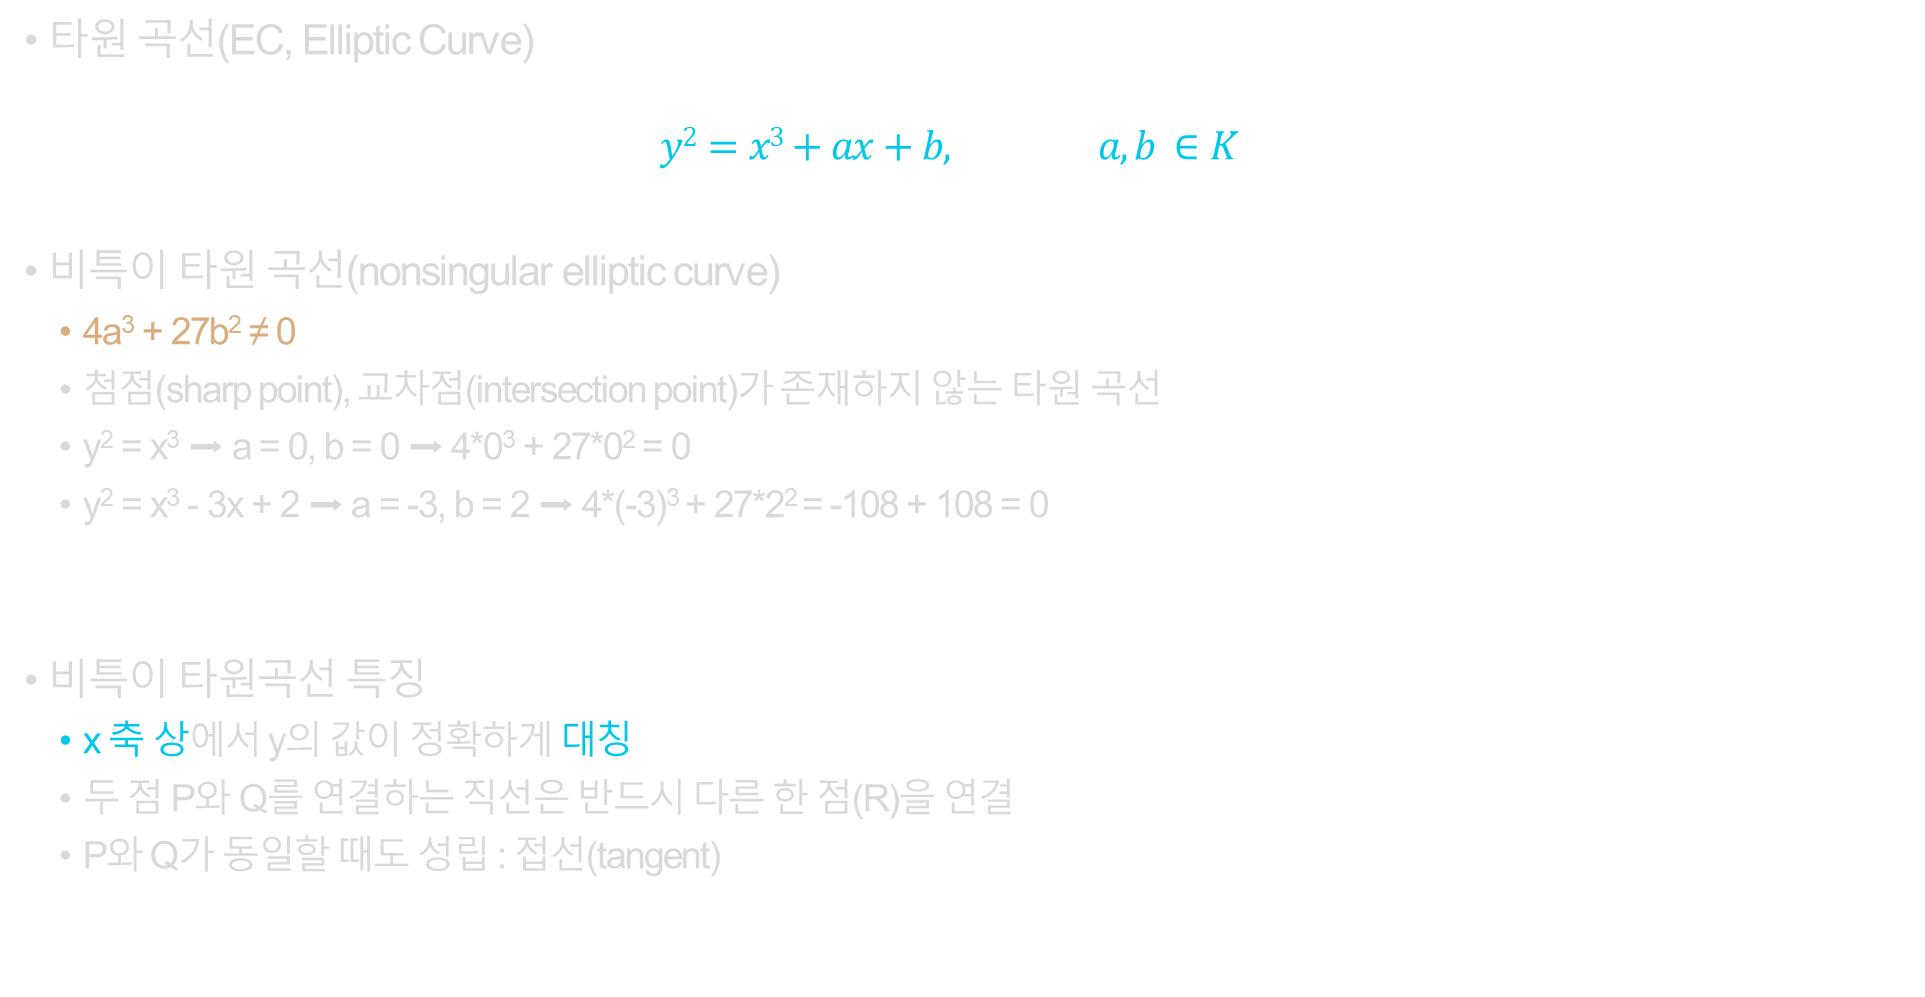 • 타원 곡선(EC, Elliptic Curve)
y² = x³ + ax + b, a, b ∈ K
• 비특이 타원 곡선(nonsingular elliptic curve)
• 4a³ + 27b² ≠ 0
• 첨점(sharp point), 교차점(intersection point)가 존재하지 않는 타원 곡선
• y² = x³ ➞ a = 0, b = 0 ➞ 4*0³ + 27*0² = 0
• y² = x³ - 3x + 2 ➞ a = -3, b = 2 ➞ 4*(-3)³ + 27*2² = -108 + 108 = 0
• 비특이 타원곡선 특징
• x 축 상에서 y의 값이 정확하게 대칭
• 두 점 P와 Q를 연결하는 직선은 반드시 다른 한 점(R)을 연결
• P와 Q가 동일할 때도 성립 : 접선(tangent)